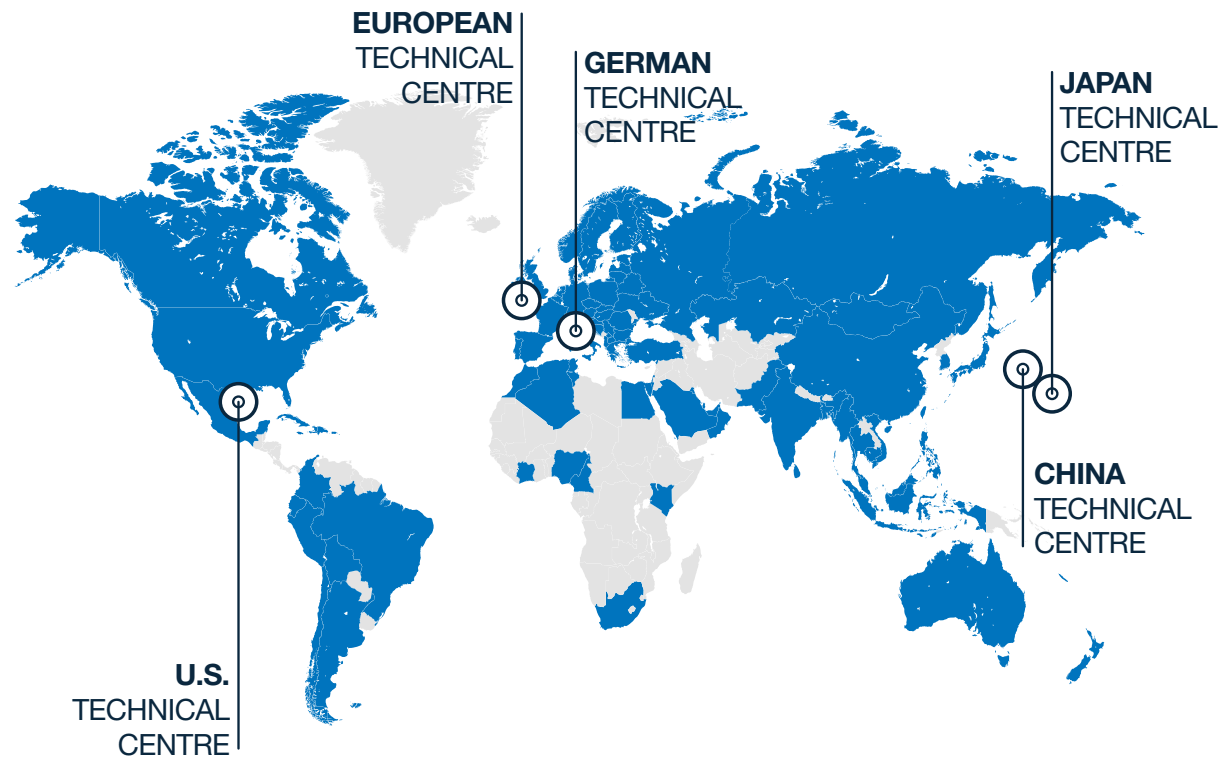 EUROPEAN
TECHNICAL
CENTRE
GERMAN
TECHNICAL
CENTRE
JAPAN
TECHNICAL
CENTRE
CHINA
TECHNICAL
CENTRE
U.S.
TECHNICAL
CENTRE